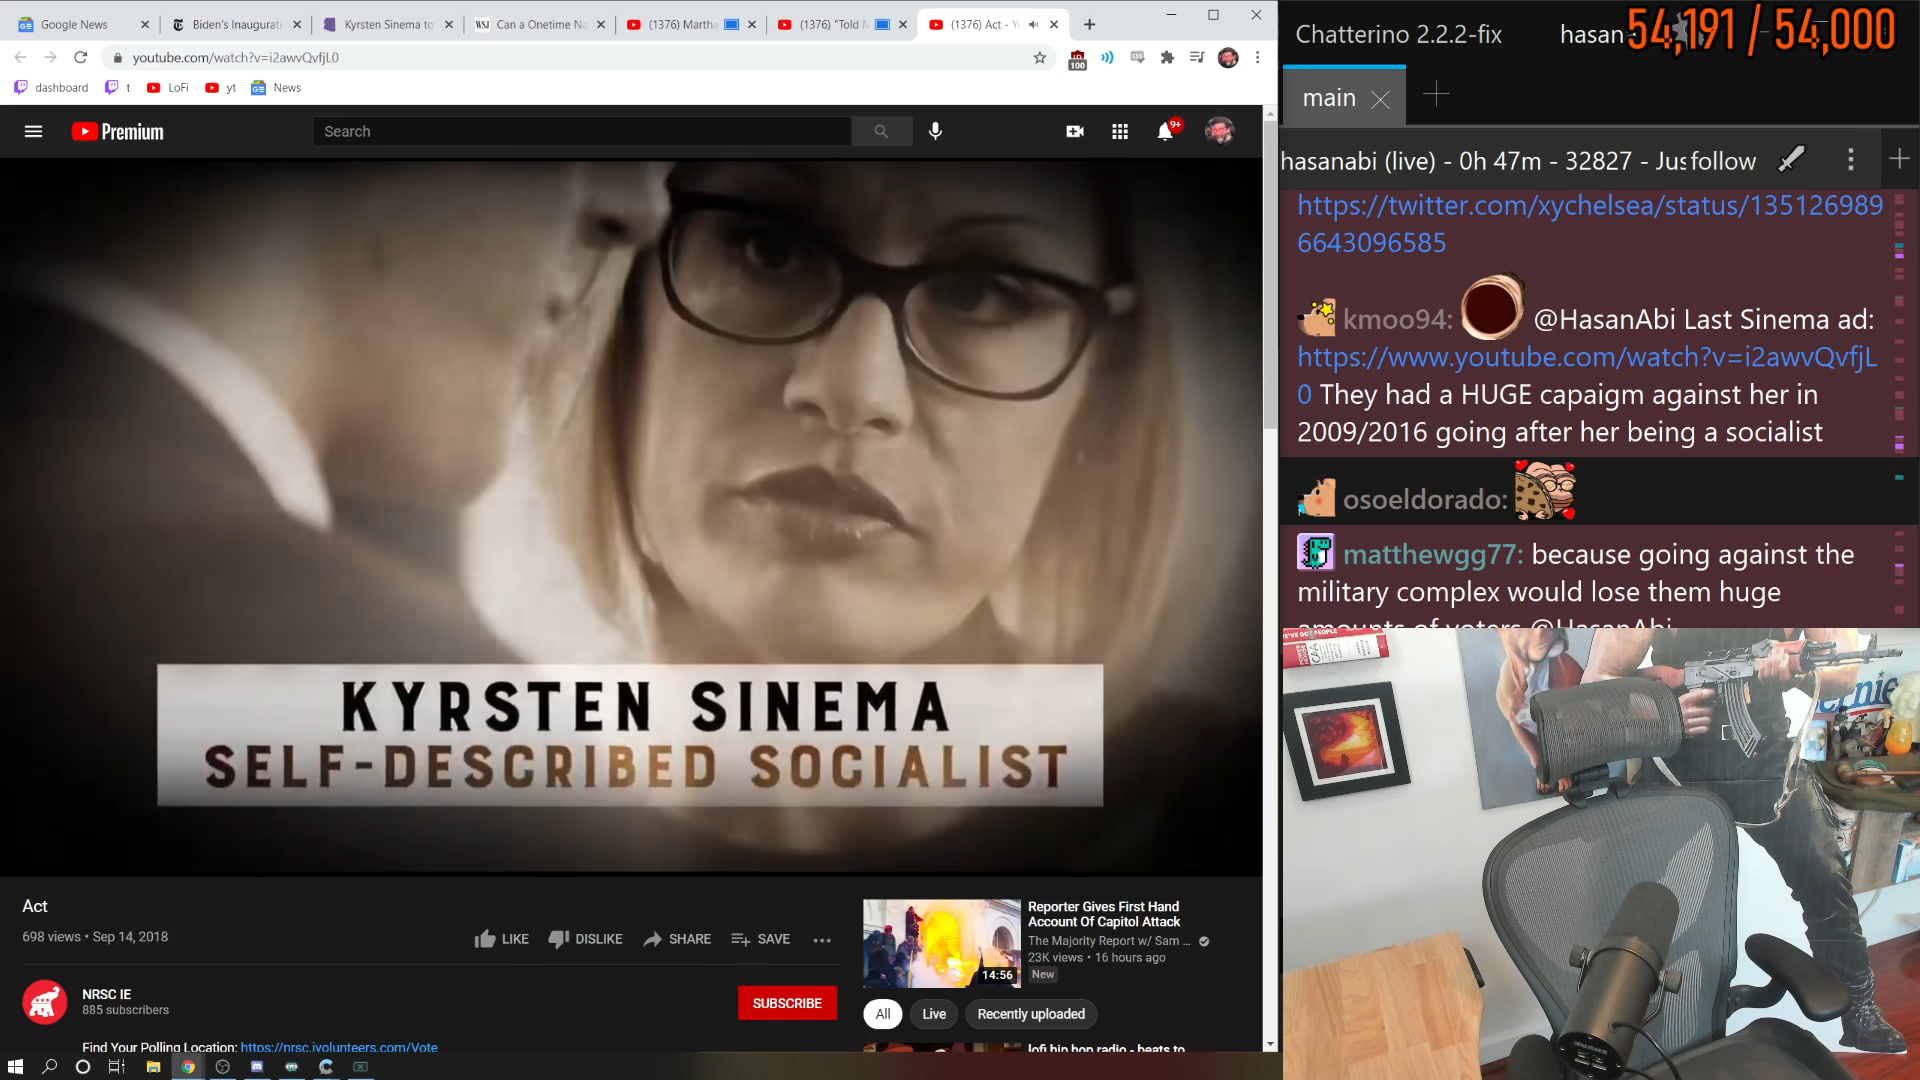 Google News
Biden's Inaugurati
Kyrsten Sinema to
WSJ
Can a Onetime Na
(1376) Martha
(1376) "Told M
(1376) Act - Y
youtube.com/watch?v=i2awvQvfjL0
100
dashboard
t
LoFi
yt
News
Premium
Search
9+
KYRSTEN SINEMA
SELF-DESCRIBED SOCIALIST
Act
698 views • Sep 14, 2018
LIKE
DISLIKE
SHARE
SAVE
NRSC IE
885 subscribers
SUBSCRIBE
Find Your Polling Location: https://nrsc.ivolunteers.com/Vote
14:56
Reporter Gives First Hand
Account Of Capitol Attack
The Majority Report w/ Sam ...
23K views • 16 hours ago
New
All
Live
Recently uploaded
lofi hip hop radio - beats to
Chatterino 2.2.2-fix
hasan
54,191 / 54,000
main
hasanabi (live) - 0h 47m - 32827 - Jus
follow
https://twitter.com/xychelsea/status/135126989
6643096585
kmoo94: @HasanAbi Last Sinema ad:
https://www.youtube.com/watch?v=i2awvQvfjL
0 They had a HUGE capaigm against her in
2009/2016 going after her being a socialist
osoeldorado:
matthewgg77: because going against the
military complex would lose them huge
amounts of voters @HasanAbi